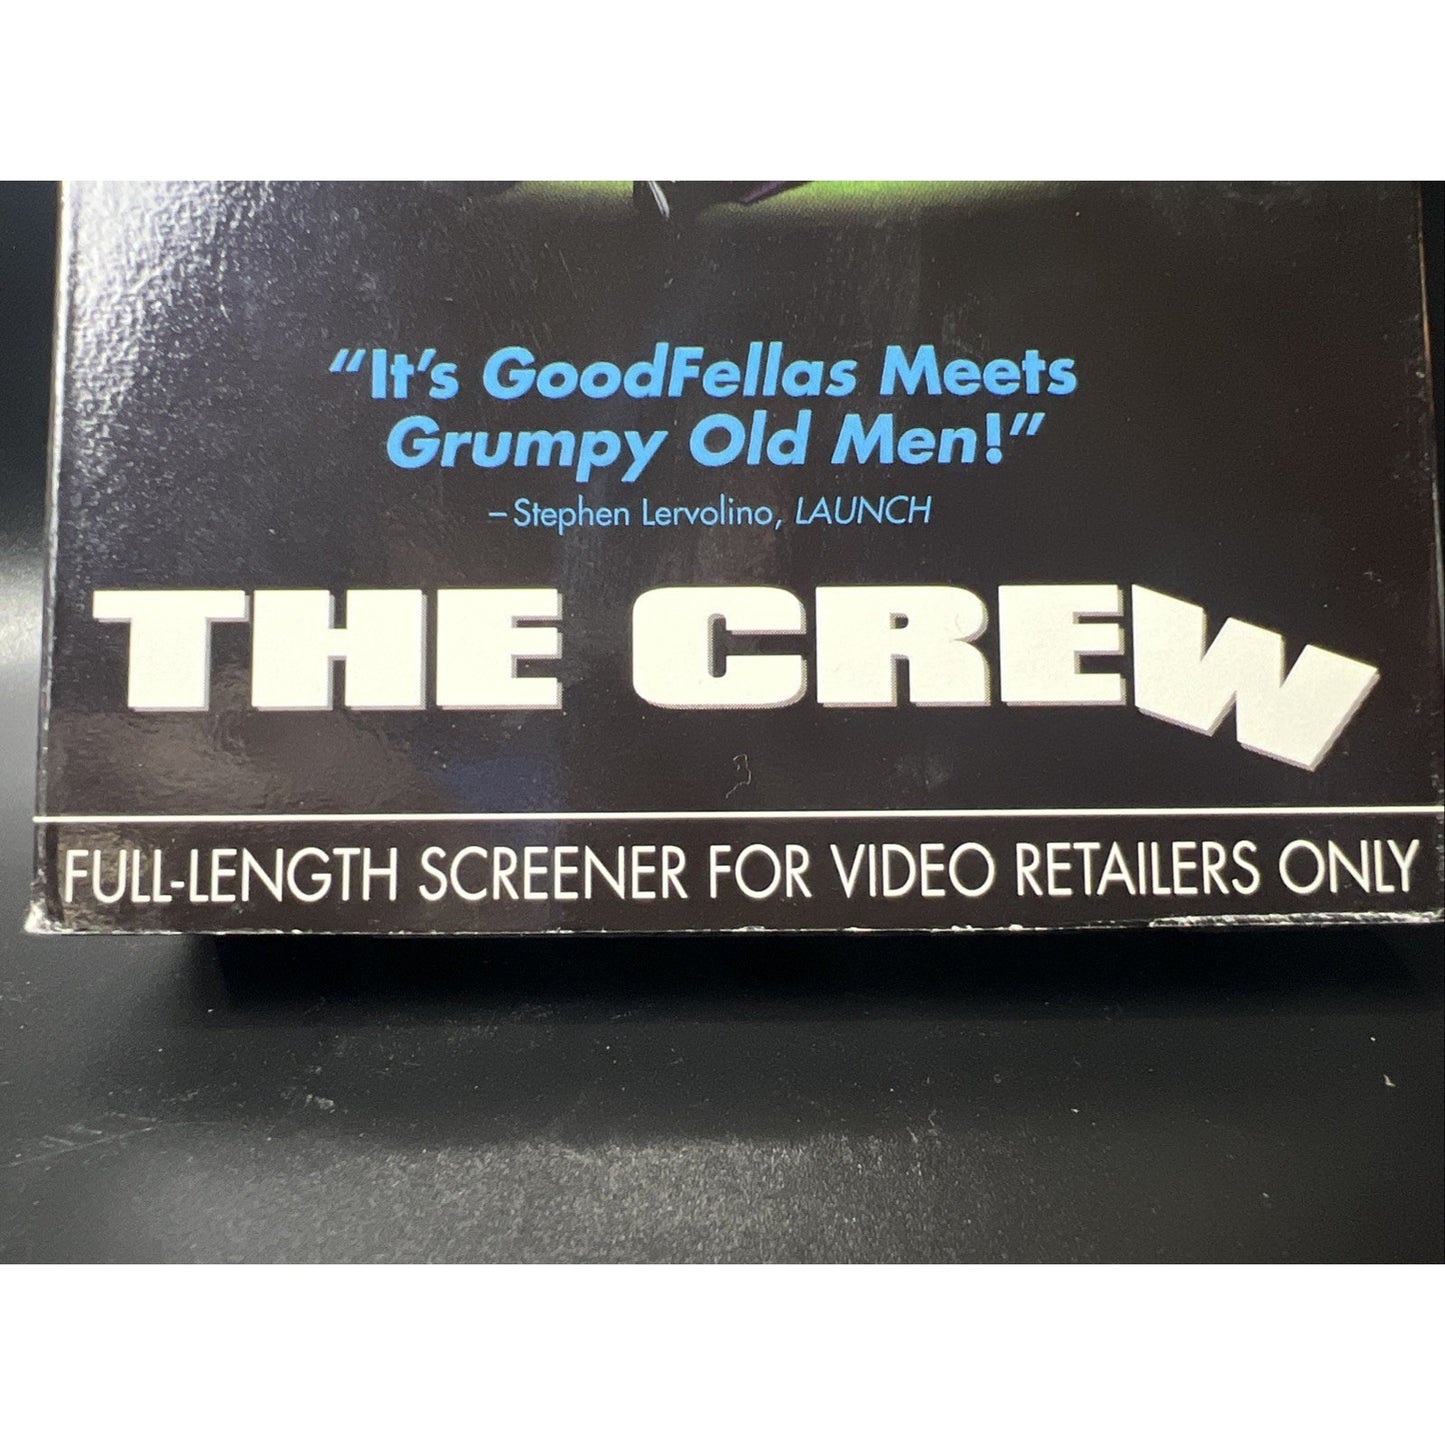 “It’s GoodFellas Meets
Grumpy Old Men!”
– Stephen Lervolino, LAUNCH
THE CREW
FULL-LENGTH SCREENER FOR VIDEO RETAILERS ONLY